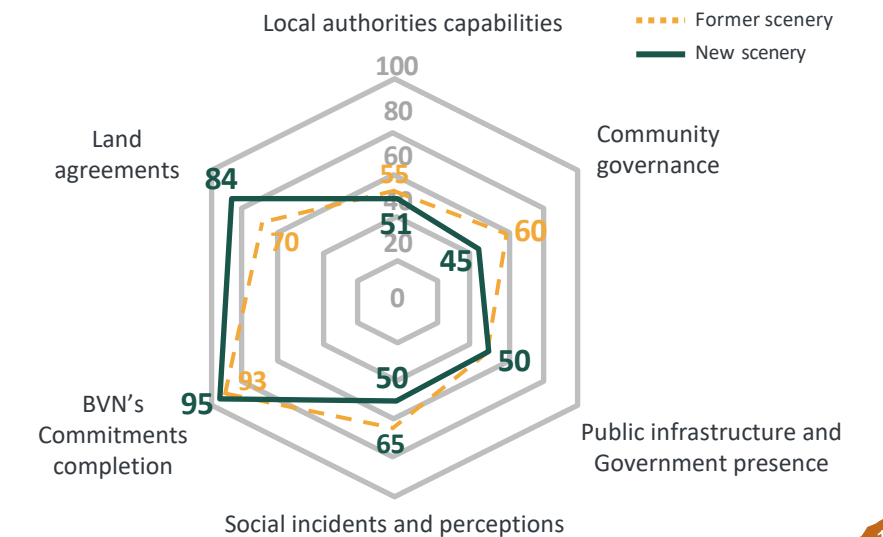 Local authorities capabilities
Former scenery
New scenery
100
80
60
55
40
51
20
0
Land
agreements
84
70
Community
governance
60
45
50
93
95
50
65
BVN's
Commitments
completion
Public infrastructure and
Government presence
Social incidents and perceptions